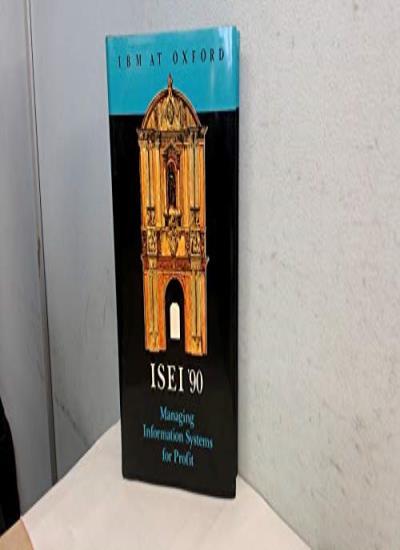 IBM AT OXFORD
ISEI '90
Managing
Information Systems
for Profit